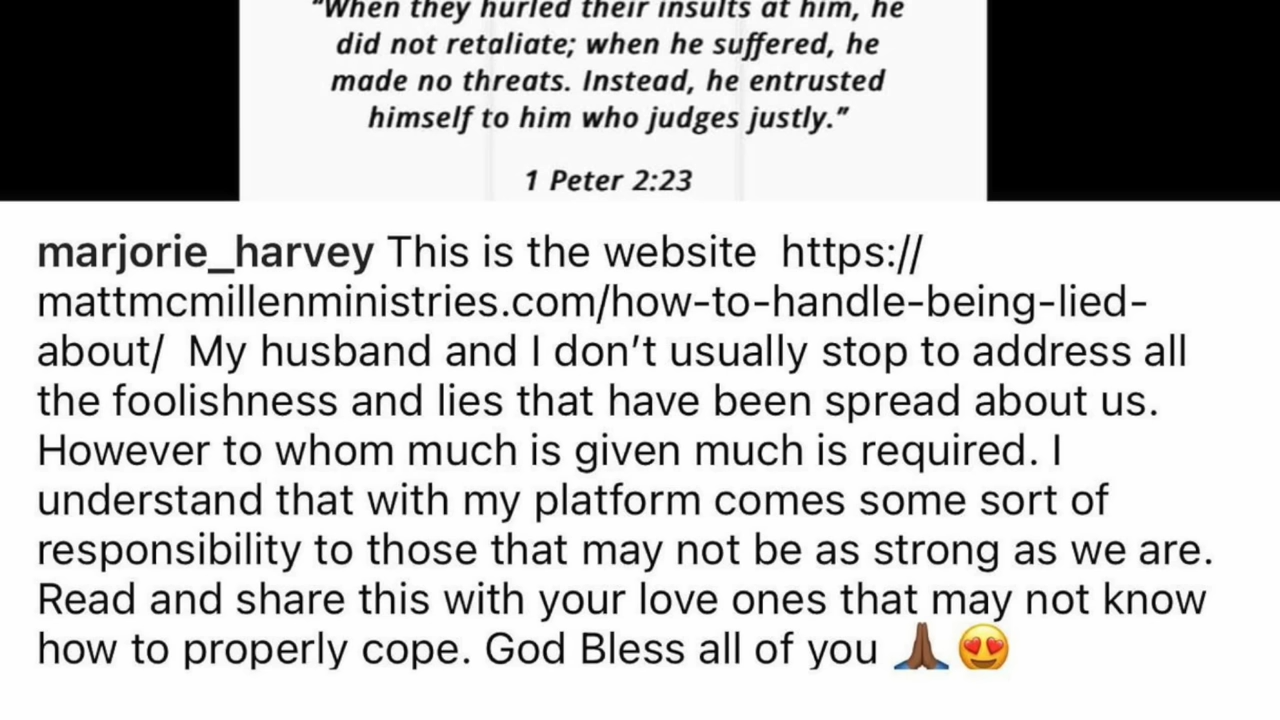 "When they hurled their insults at him, he
did not retaliate; when he suffered, he
made no threats. Instead, he entrusted
himself to him who judges justly."
1 Peter 2:23
marjorie_harvey This is the website  https://
mattmcmillenministries.com/how-to-handle-being-lied-
about/  My husband and I don't usually stop to address all
the foolishness and lies that have been spread about us.
However to whom much is given much is required. I
understand that with my platform comes some sort of
responsibility to those that may not be as strong as we are.
Read and share this with your love ones that may not know
how to properly cope. God Bless all of you 🙏🏾😍